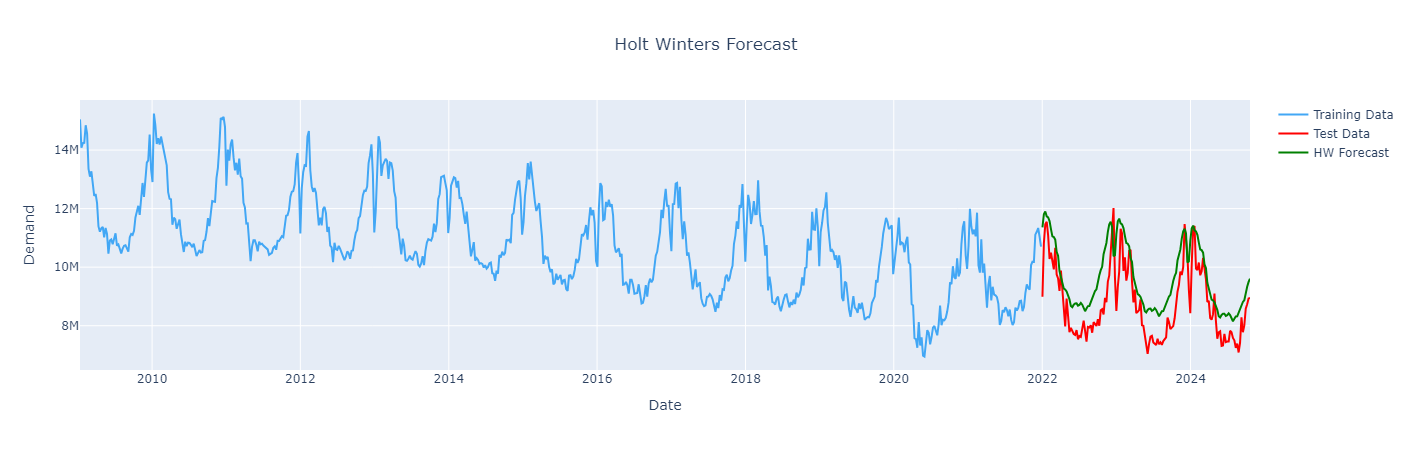 Holt Winters Forecast
Training Data
Test Data
HW Forecast
14M
12M
10M
8M
Demand
2010 2012 2014 2016 2018 2020 2022 2024
Date